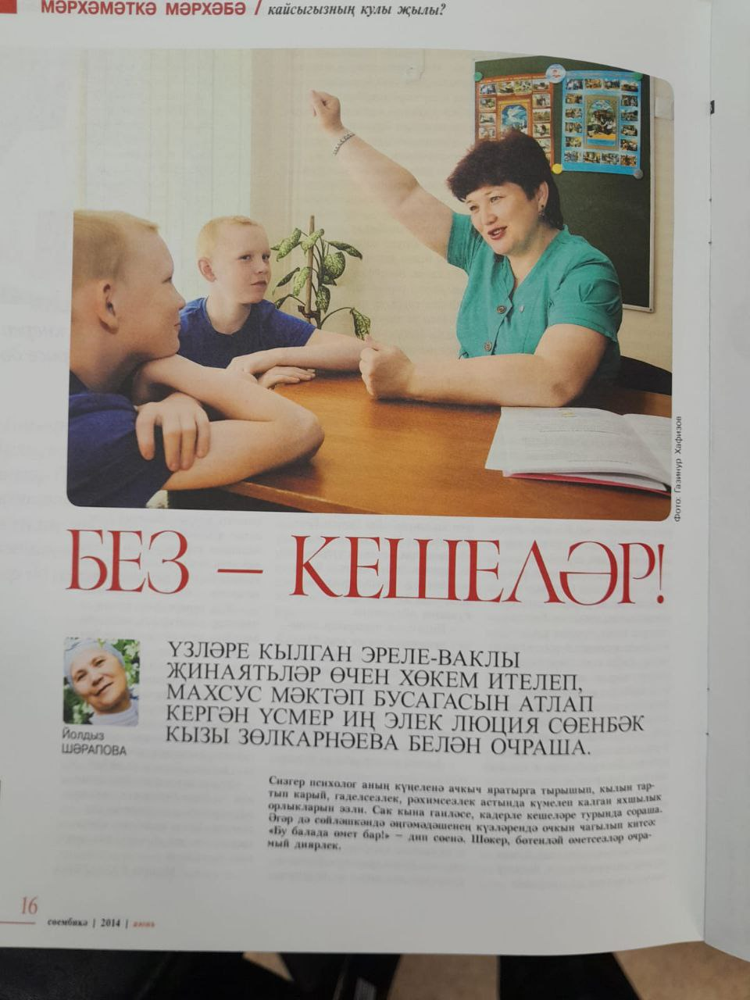 МӘРХӘМӘТКӘ МӘРХӘБӘ / кайсыгызның кулы җылы?
Фото: Газинур Хафизов
БЕЗ – КЕШЕЛӘР!
Йолдыз
ШӘРАПОВА
ҮЗЛӘРЕ КЫЛГАН ЭРЕЛЕ-ВАКЛЫ
ҖИНАЯТЬЛӘР ӨЧЕН ХӨКЕМ ИТЕЛЕП,
МАХСУС МӘКТӘП БУСАГАСЫН АТЛАП
КЕРГӘН ҮСМЕР ИҢ ЭЛЕК ЛЮЦИЯ СӨЕНБӘК
КЫЗЫ ЗӨЛКАРНӘЕВА БЕЛӘН ОЧРАША.
Сизгер психолог аның күңеленә ачкыч яратырга тырышып, кылын тар-
тып карый, гаделсезлек, рәхимсезлек астында күмелеп калган яхшылык
орлыкларын эзли. Сак кына гаиләсе, кадерле кешеләре турында сораша.
Әгәр дә сөйләшкәндә әңгәмәдәшенең күзләрендә очкын чагылып китсә:
«Бу балада өмет бар!» – дип сөенә. Шөкер, бөтенләй өметсезләр очра-
мый диярлек.
16
сөембикә | 2014 | июнь